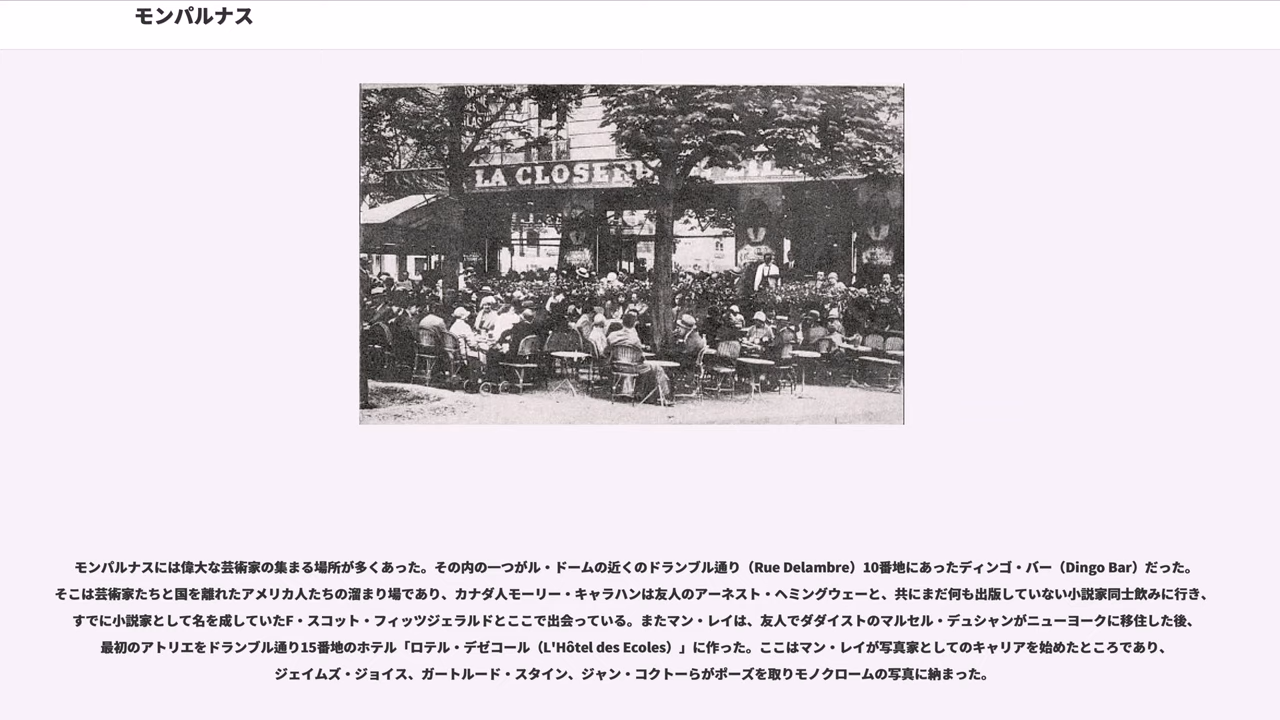 モンパルナス
LA CLOSERIE
モンパルナスには偉大な芸術家の集まる場所が多くあった。その内の一つがル・ドームの近くのドランブル通り（Rue Delambre）10番地にあったディンゴ・バー（Dingo Bar）だった。
そこは芸術家たちと国を離れたアメリカ人たちの溜まり場であり、カナダ人モーリー・キャラハンは友人のアーネスト・ヘミングウェーと、共にまだ何も出版していない小説家同士飲みに行き、
すでに小説家として名を成していたF・スコット・フィッツジェラルドとここで出会っている。またマン・レイは、友人でダダイストのマルセル・デュシャンがニューヨークに移住した後、
最初のアトリエをドランブル通り15番地のホテル「ロテル・デゼコール（L'Hôtel des Ecoles）」に作った。ここはマン・レイが写真家としてのキャリアを始めたところであり、
ジェイムズ・ジョイス、ガートルード・スタイン、ジャン・コクトーらがポーズを取りモノクロームの写真に納まった。